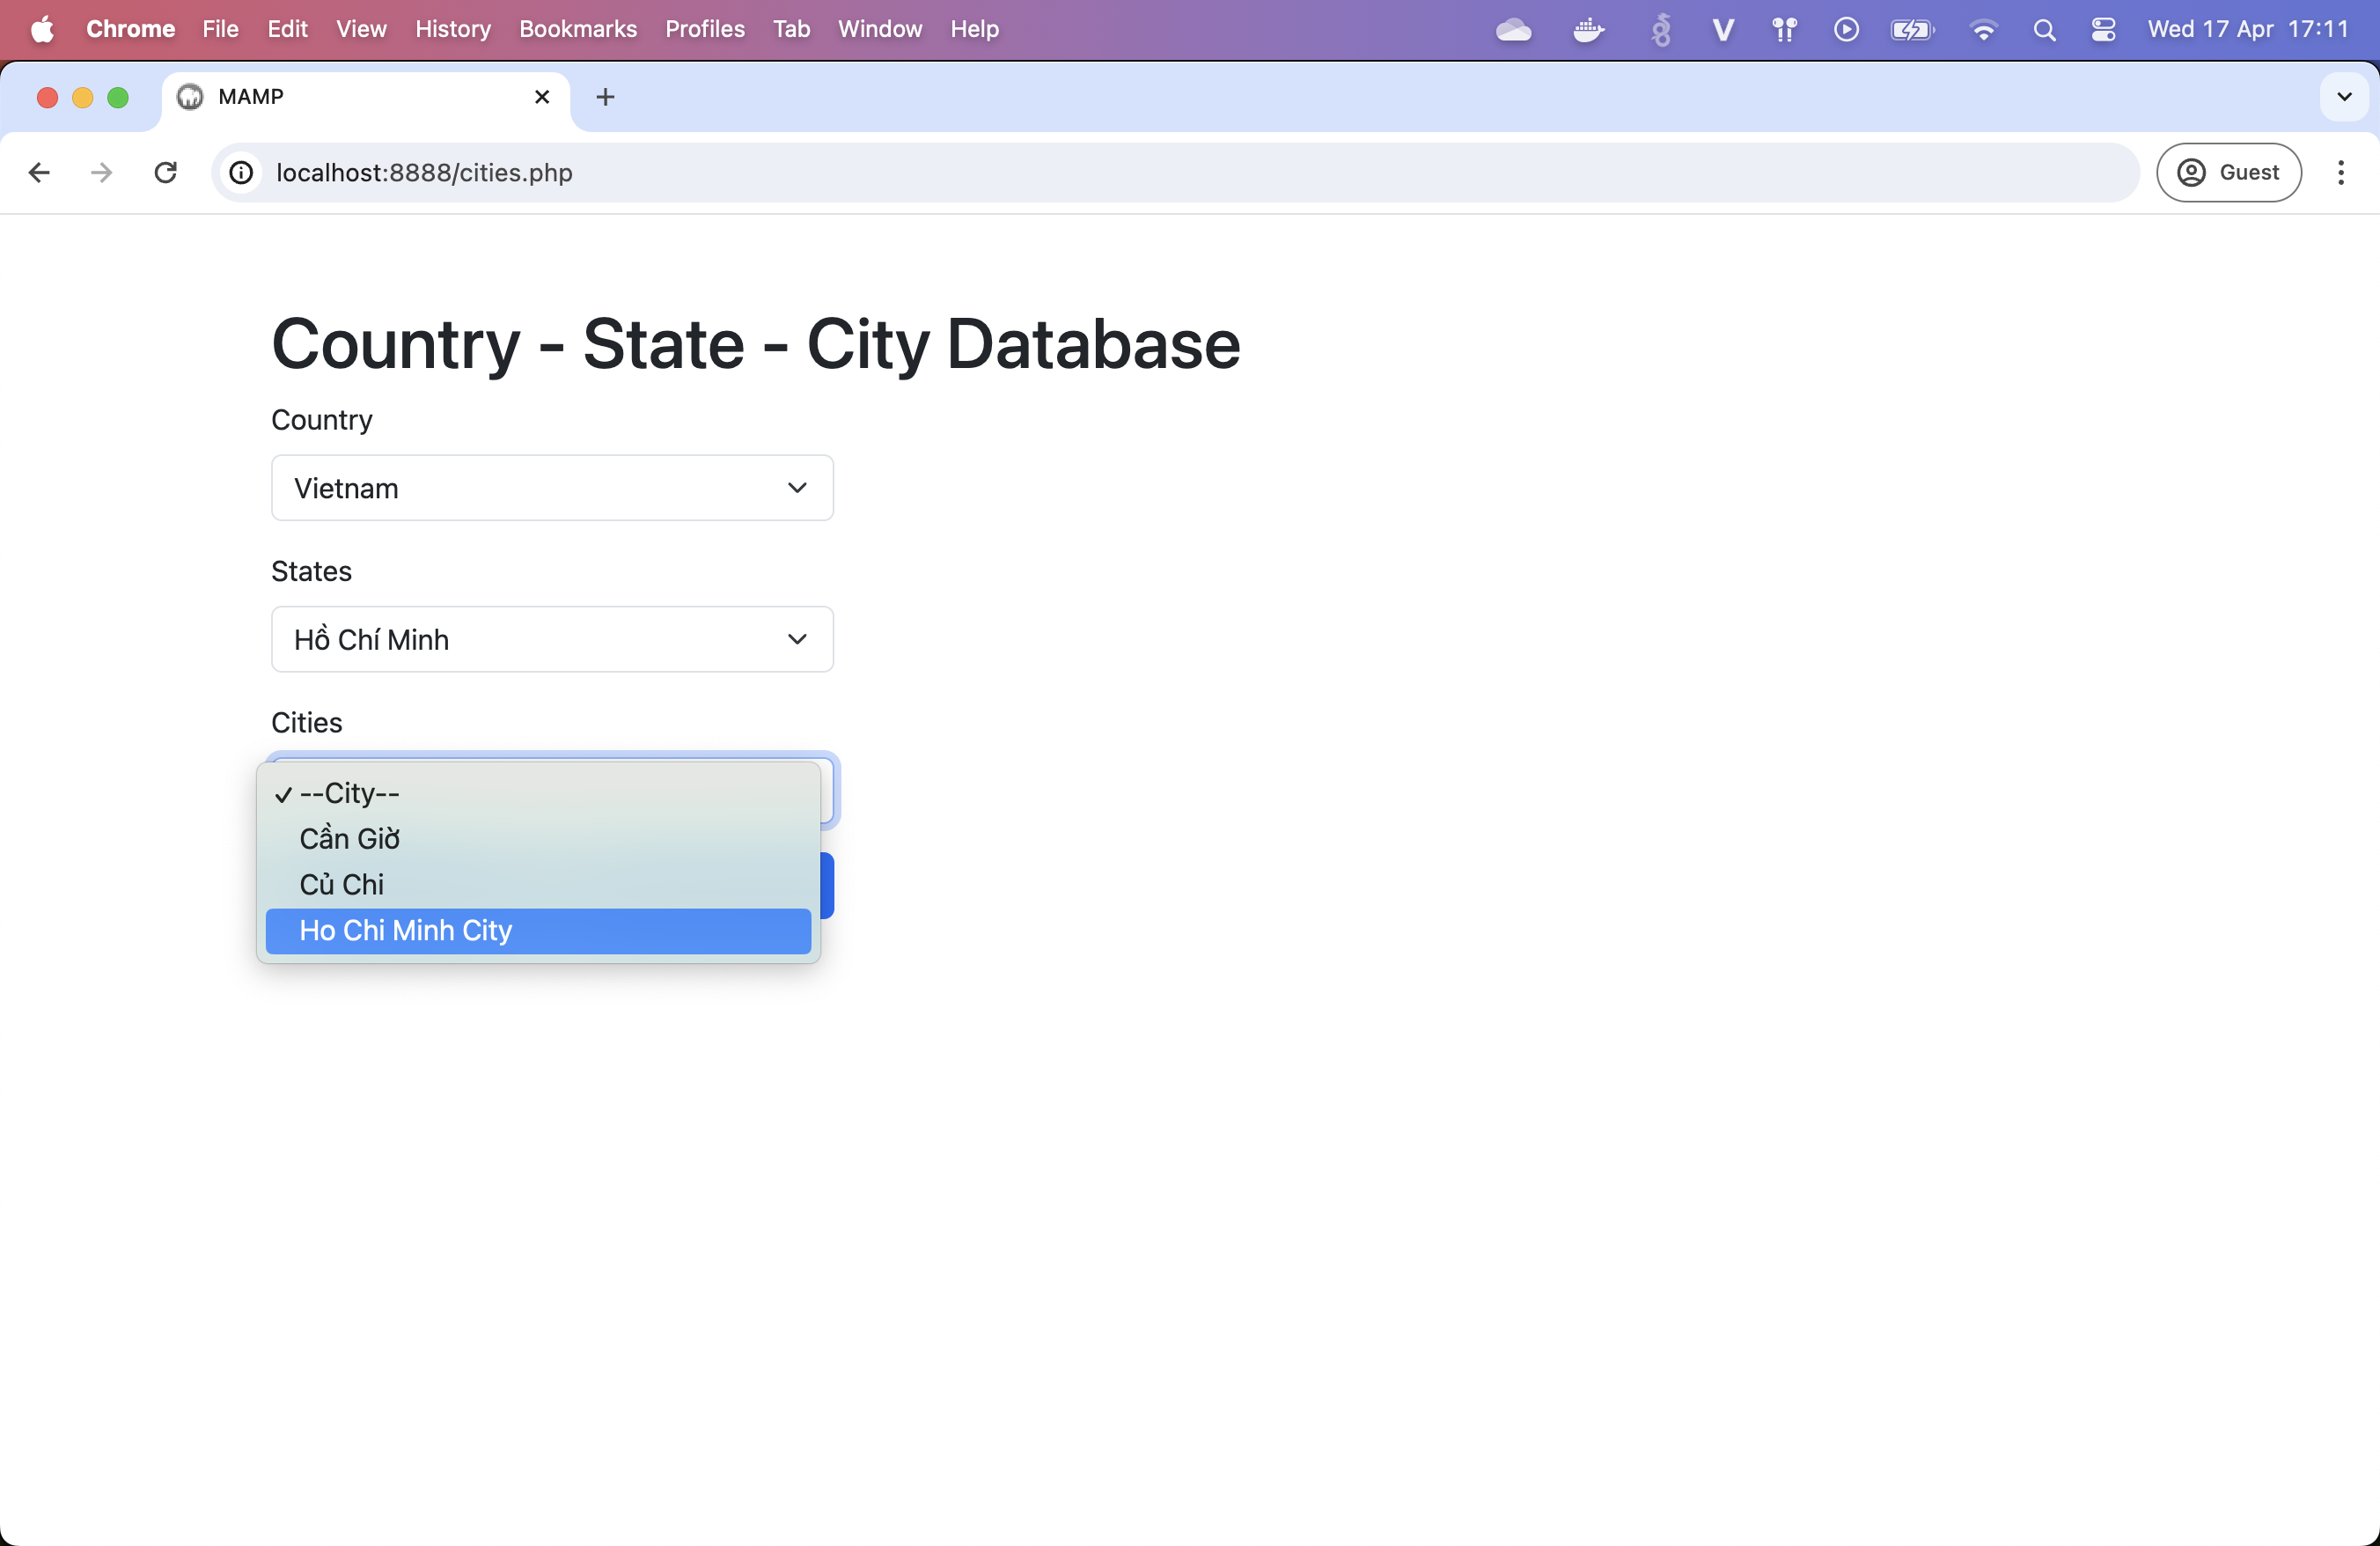 Chrome File Edit View History Bookmarks Profiles Tab Window Help Wed 17 Apr 17:11
MAMP
localhost:8888/cities.php Guest
Country - State - City Database
Country
Vietnam
States
Hồ Chí Minh
Cities
--City--
Cần Giờ
Củ Chi
Ho Chi Minh City